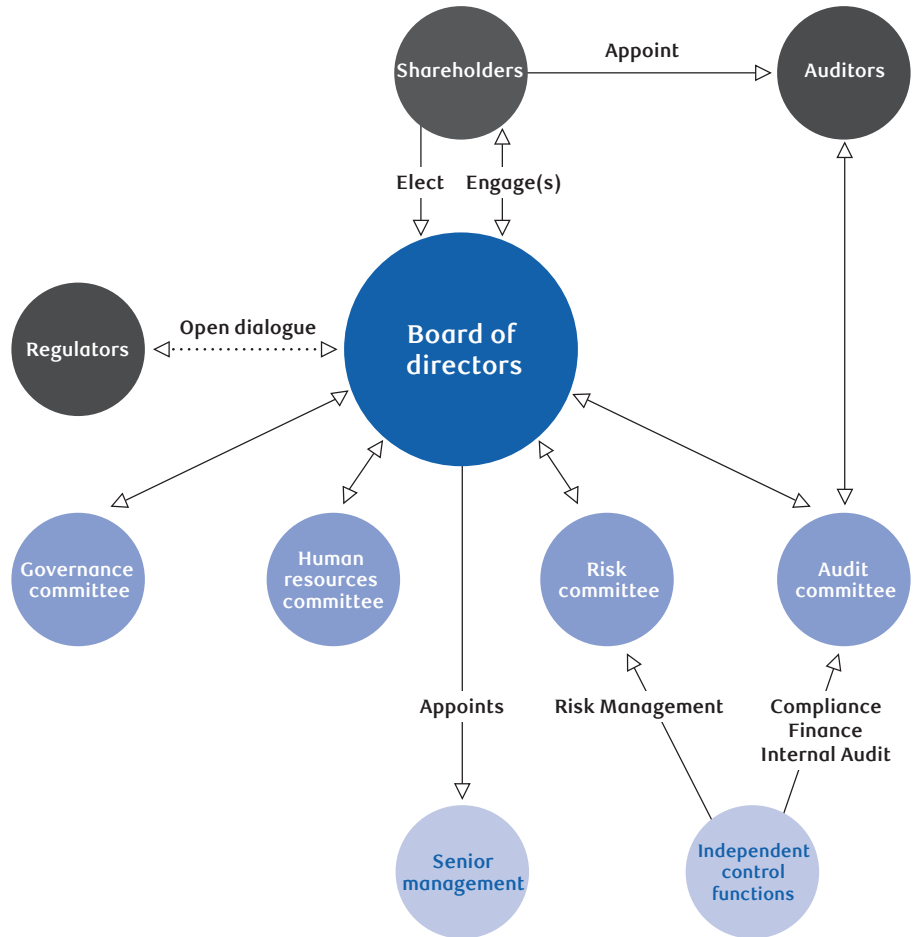 Shareholders
Appoint
Auditors
Elect
Engage(s)
Regulators
Open dialogue
Board of
directors
Governance
committee
Human
resources
committee
Risk
committee
Audit
committee
Appoints
Risk Management
Compliance
Finance
Internal Audit
Senior
management
Independent
control
functions